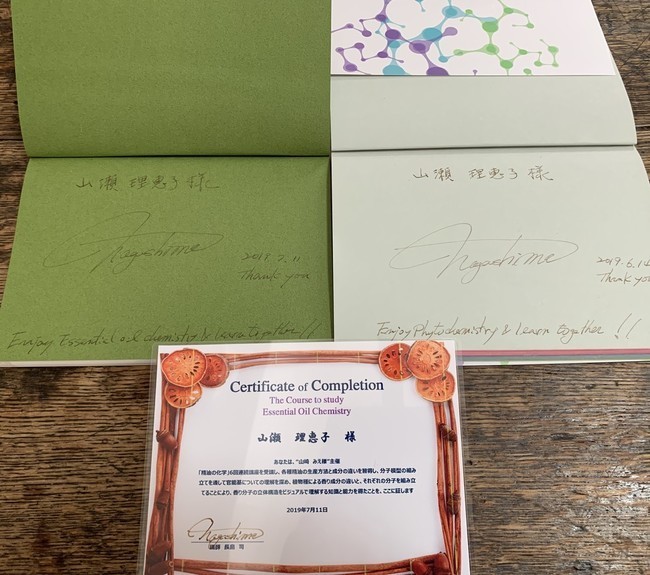 山瀬 理恵子 様
Nagashima
2019.7.11
Thank you
Enjoy Essential oil chemistry & learn together!!
山瀬 理恵子 様
Nagashima
2019.6.14
Thank you
Enjoy Phytochemistry & learn together!!
Certificate of Completion
The Course to study
Essential Oil Chemistry
山瀬 理恵子 様
あなたは、"山﨑 みえ様"主催
「精油の化学」6回連続講座を受講し、各種精油の生産方法と成分の違いを習得し、分子模型の組み
立てを通して官能基についての理解を深め、植物種による香り成分の違いと、それぞれの分子を組み立
てることにより、香り分子の立体構造をビジュアルで理解する知識と能力を得たことを、ここに証します
2019年7月11日
Nagashima
講師 長島 司